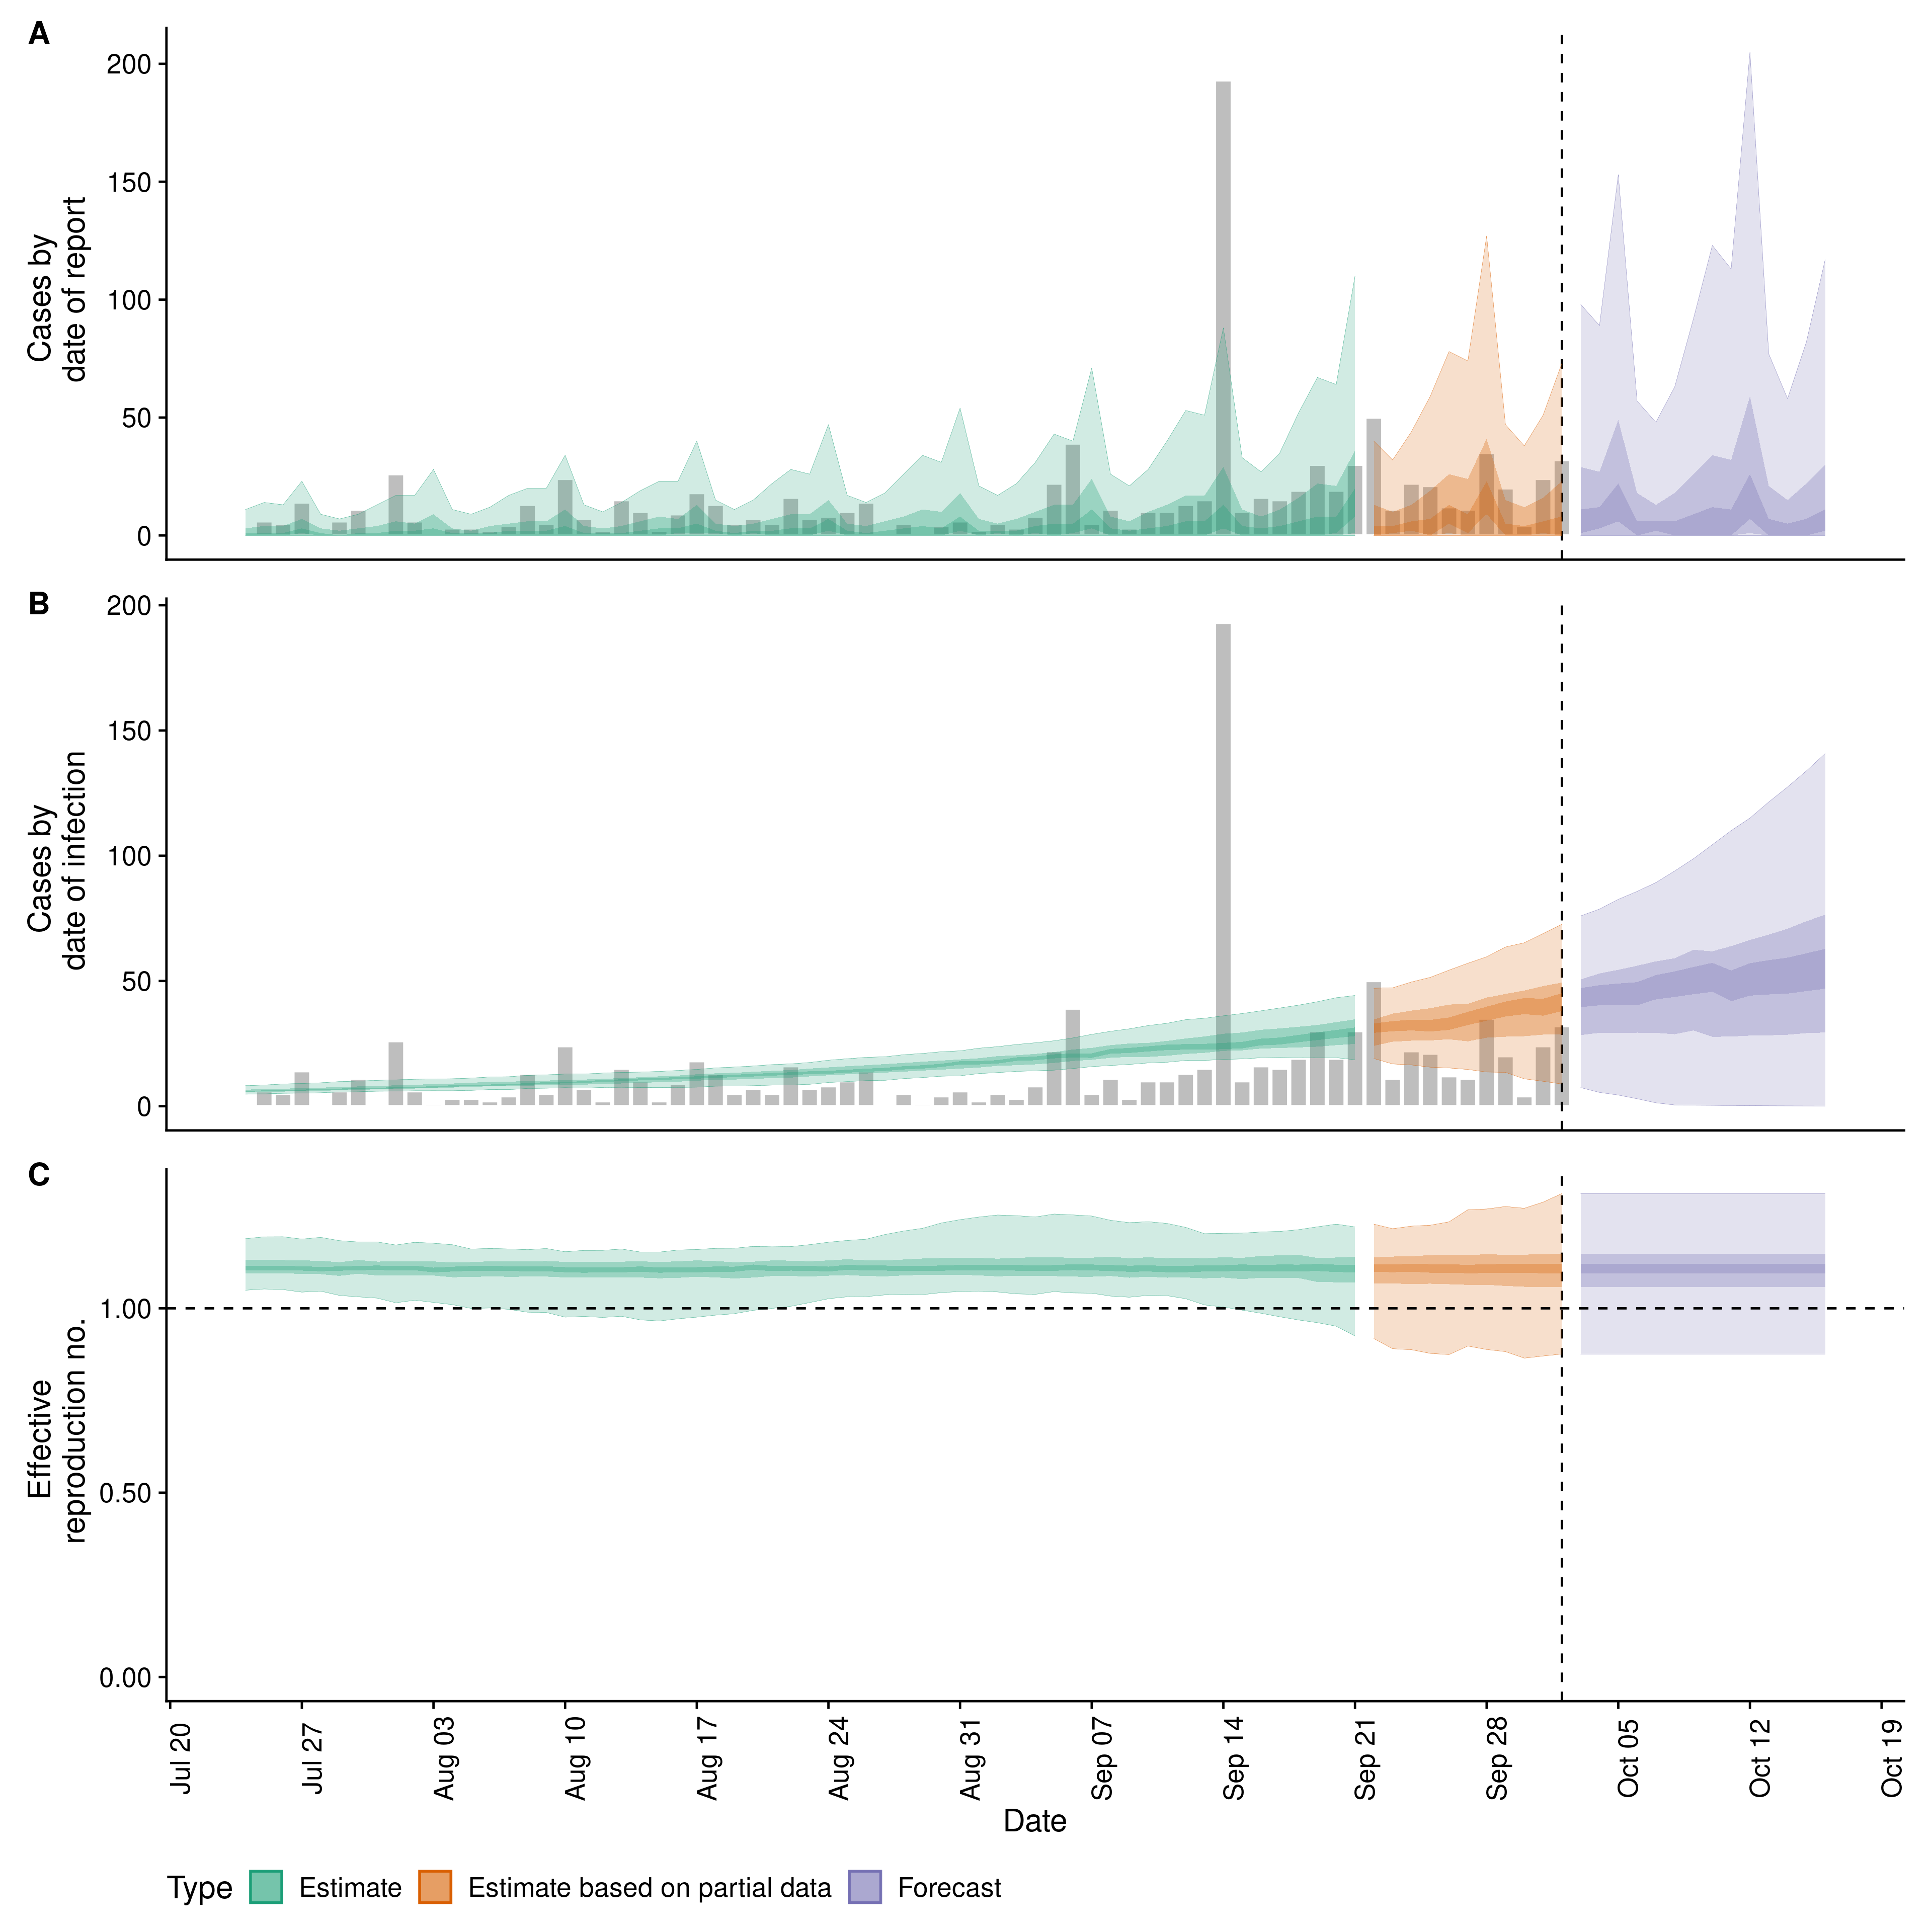 A
200
150
100
50
0
Cases by
date of report
B
200
150
100
50
0
Cases by
date of infection
C
1.00
0.50
0.00
Effective
reproduction no.
Jul 20
Jul 27
Aug 03
Aug 10
Aug 17
Aug 24
Aug 31
Sep 07
Sep 14
Sep 21
Sep 28
Oct 05
Oct 12
Oct 19
Date
Type Estimate Estimate based on partial data Forecast